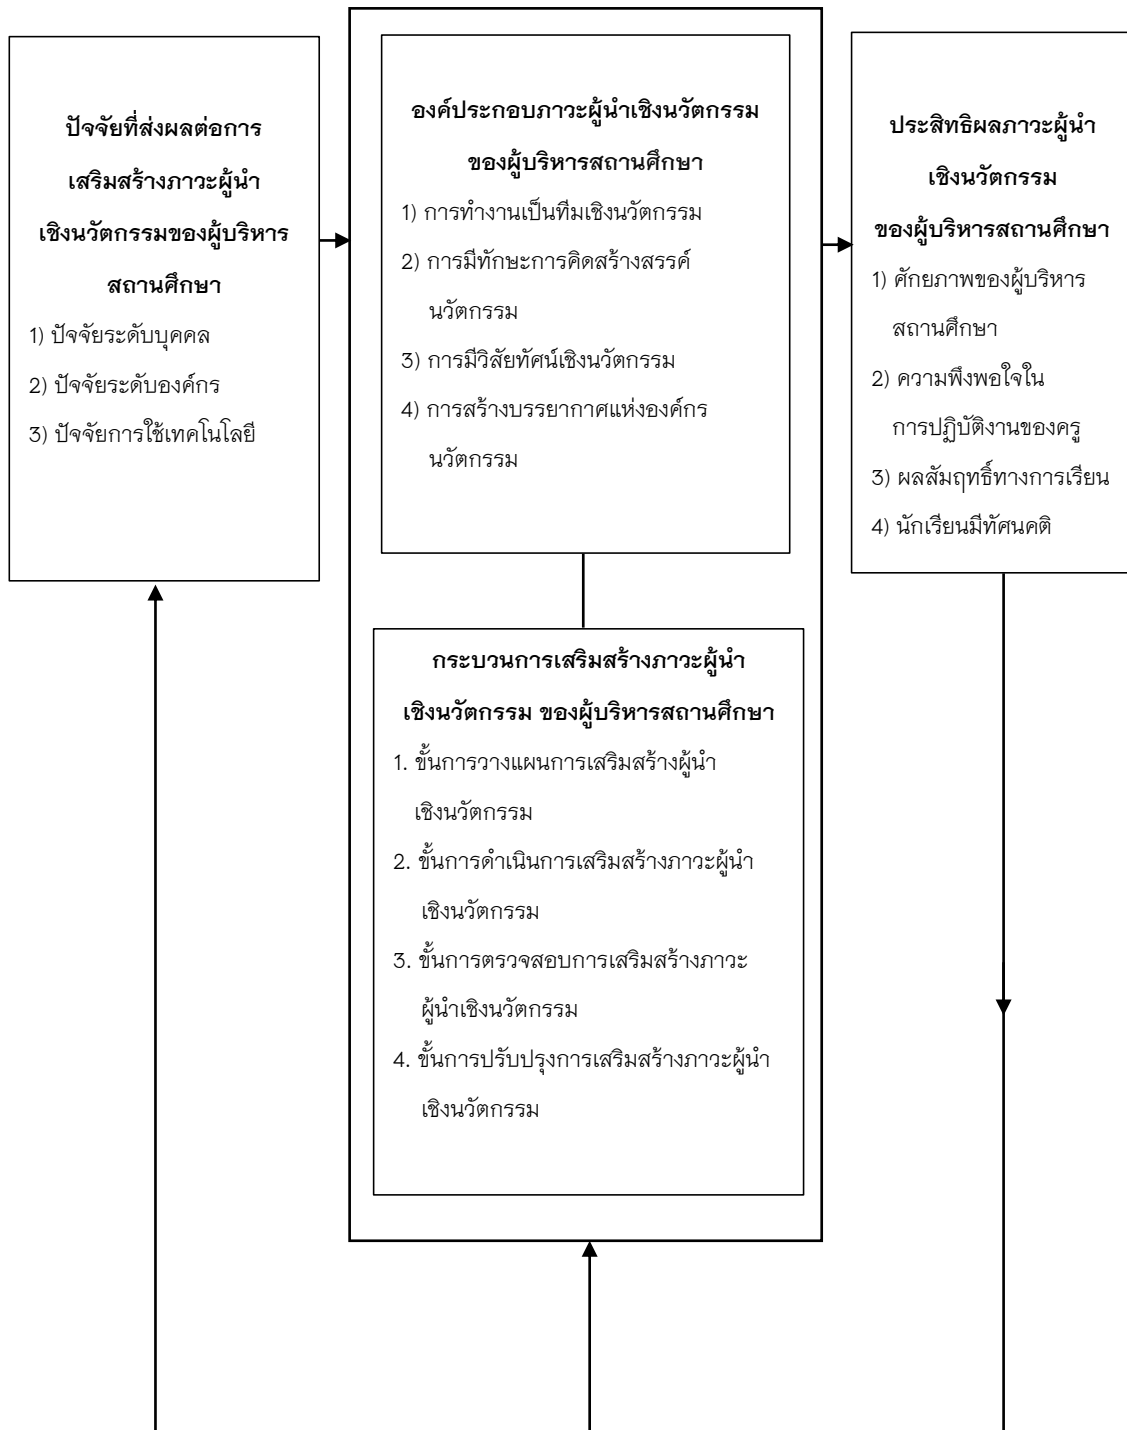 ปัจจัยที่ส่งผลต่อการ
เสริมสร้างภาวะผู้นำ
เชิงนวัตกรรมของผู้บริหาร
สถานศึกษา
1) ปัจจัยระดับบุคคล
2) ปัจจัยระดับองค์กร
3) ปัจจัยการใช้เทคโนโลยี
องค์ประกอบภาวะผู้นำเชิงนวัตกรรม
ของผู้บริหารสถานศึกษา
1) การทำงานเป็นทีมเชิงนวัตกรรม
2) การมีทักษะการคิดสร้างสรรค์
นวัตกรรม
3) การมีวิสัยทัศน์เชิงนวัตกรรม
4) การสร้างบรรยากาศแห่งองค์กร
นวัตกรรม
กระบวนการเสริมสร้างภาวะผู้นำ
เชิงนวัตกรรม ของผู้บริหารสถานศึกษา
1. ขั้นการวางแผนการเสริมสร้างผู้นำ
เชิงนวัตกรรม
2. ขั้นการดำเนินการเสริมสร้างภาวะผู้นำ
เชิงนวัตกรรม
3. ขั้นการตรวจสอบการเสริมสร้างภาวะ
ผู้นำเชิงนวัตกรรม
4. ขั้นการปรับปรุงการเสริมสร้างภาวะผู้นำ
เชิงนวัตกรรม
ประสิทธิผลภาวะผู้นำ
เชิงนวัตกรรม
ของผู้บริหารสถานศึกษา
1) ศักยภาพของผู้บริหาร
สถานศึกษา
2) ความพึงพอใจใน
การปฏิบัติงานของครู
3) ผลสัมฤทธิ์ทางการเรียน
4) นักเรียนมีทัศนคติ